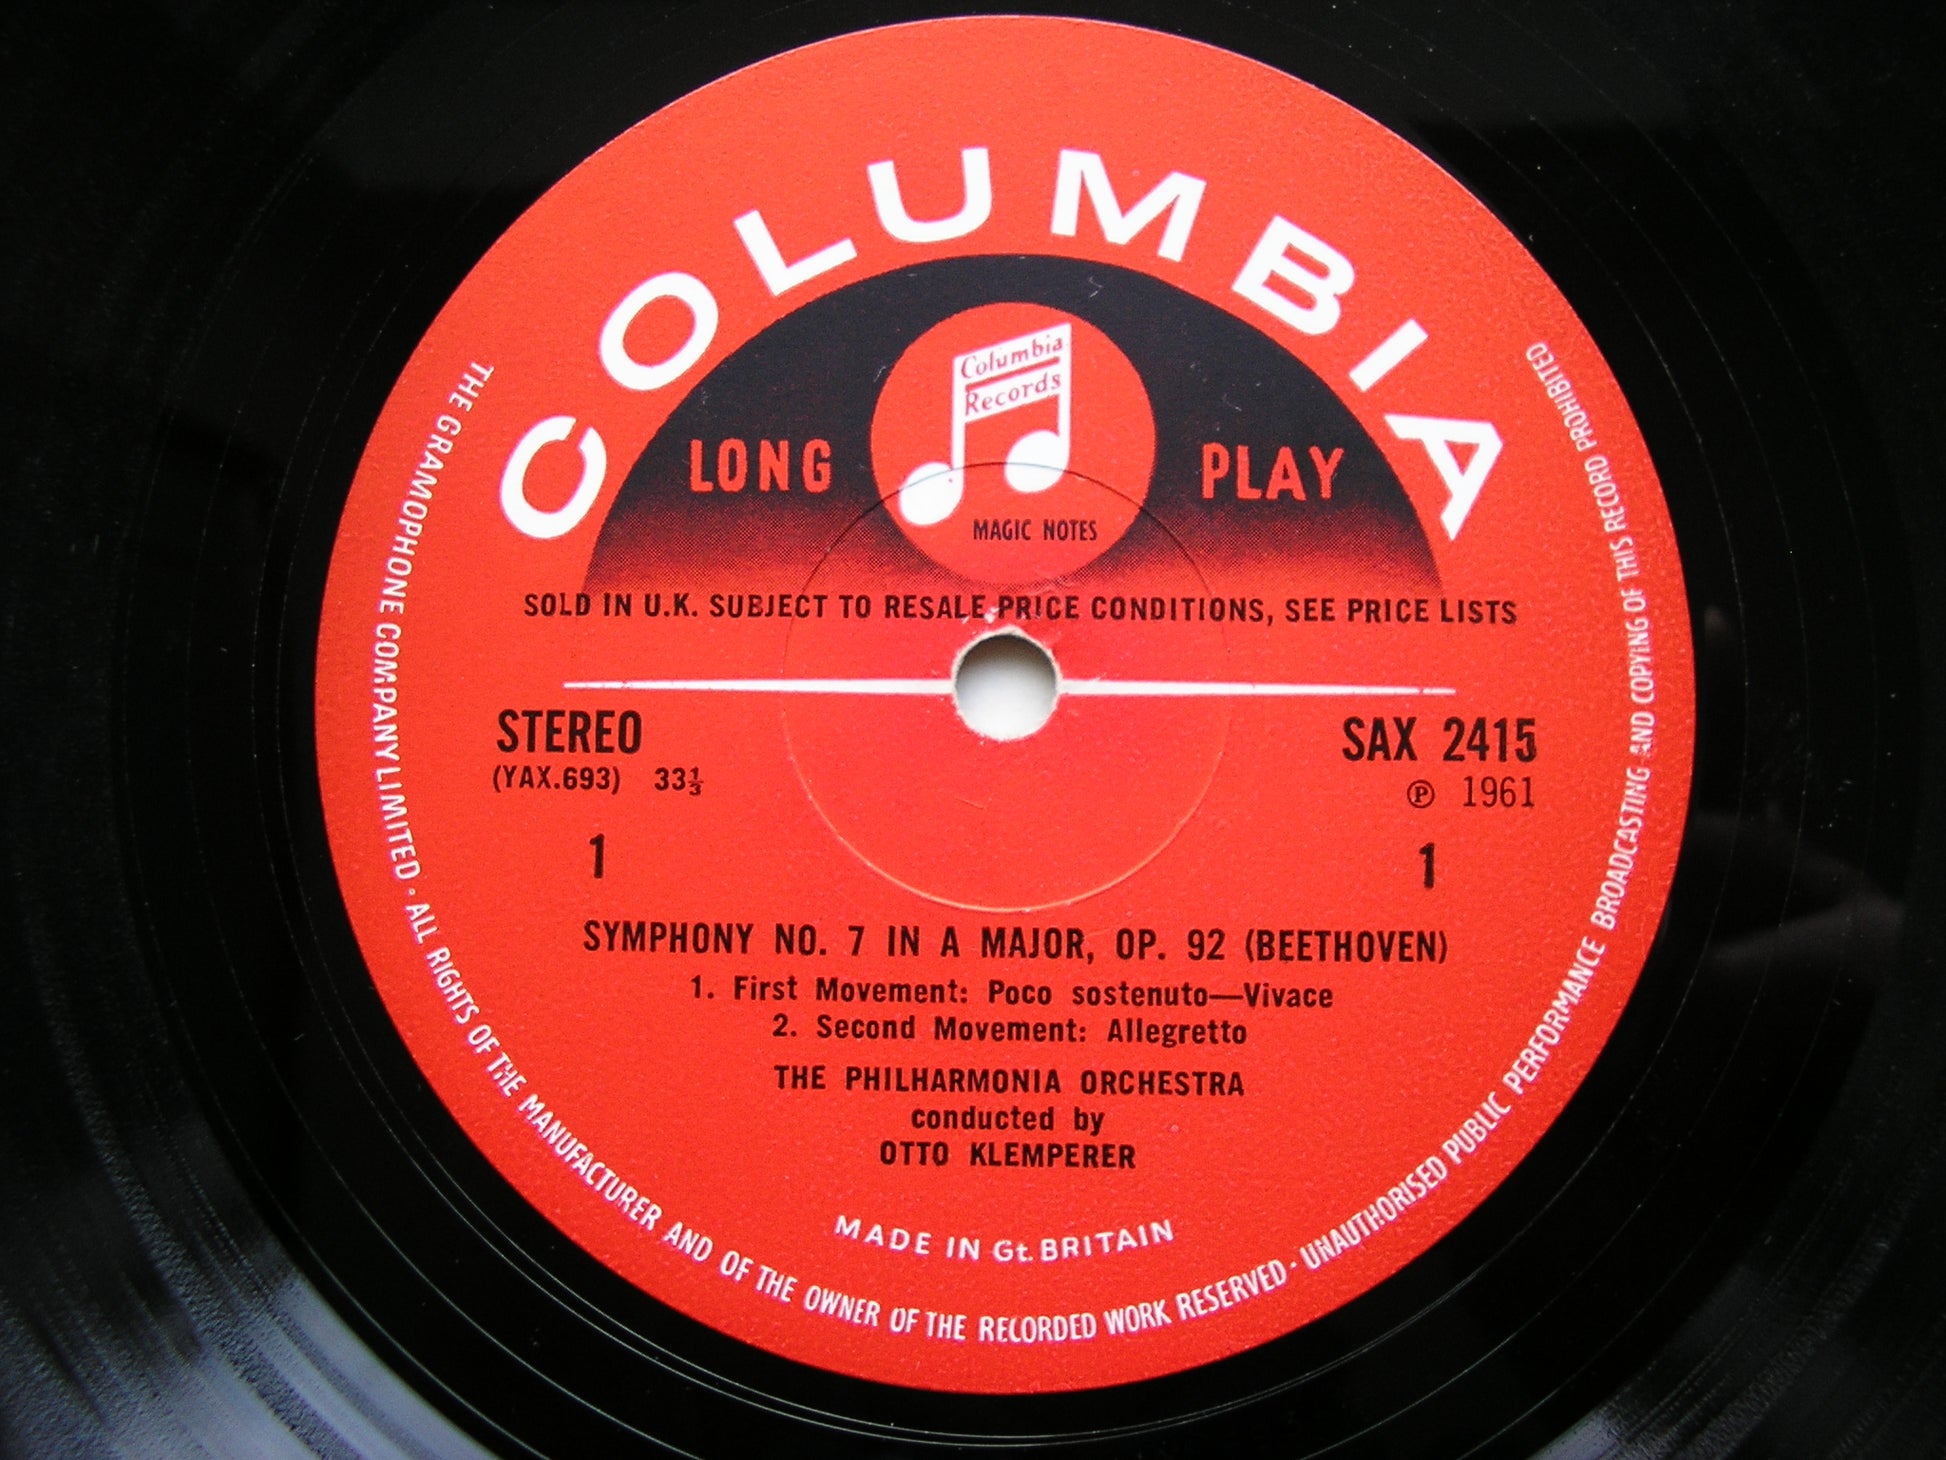 COLUMBIA
Columbia
Records
LONG PLAY
MAGIC NOTES
SOLD IN U.K. SUBJECT TO RESALE PRICE CONDITIONS, SEE PRICE LISTS
STEREO SAX 2415
(YAX.693) 33⅓ ℗ 1961
1 1
SYMPHONY NO. 7 IN A MAJOR, OP. 92 (BEETHOVEN)
1. First Movement: Poco sostenuto—Vivace
2. Second Movement: Allegretto
THE PHILHARMONIA ORCHESTRA
conducted by
OTTO KLEMPERER
MADE IN Gt. BRITAIN
THE GRAMOPHONE COMPANY LIMITED · ALL RIGHTS OF THE MANUFACTURER AND OF THE OWNER OF THE RECORDED WORK RESERVED · UNAUTHORISED PUBLIC PERFORMANCE BROADCASTING AND COPYING OF THIS RECORD PROHIBITED